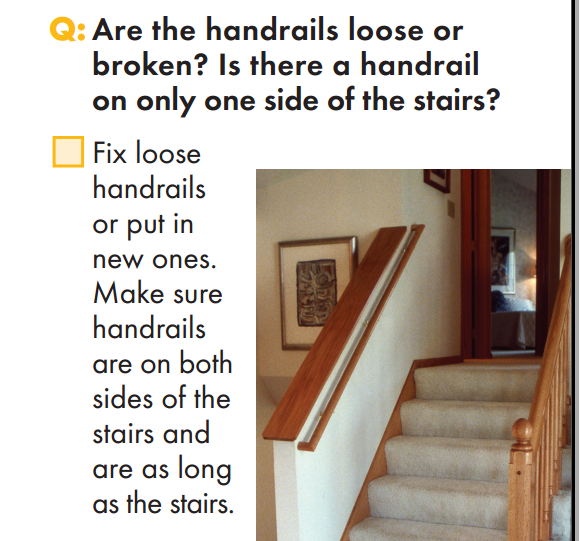 Q: Are the handrails loose or
broken? Is there a handrail
on only one side of the stairs?
Fix loose
handrails
or put in
new ones.
Make sure
handrails
are on both
sides of the
stairs and
are as long
as the stairs.